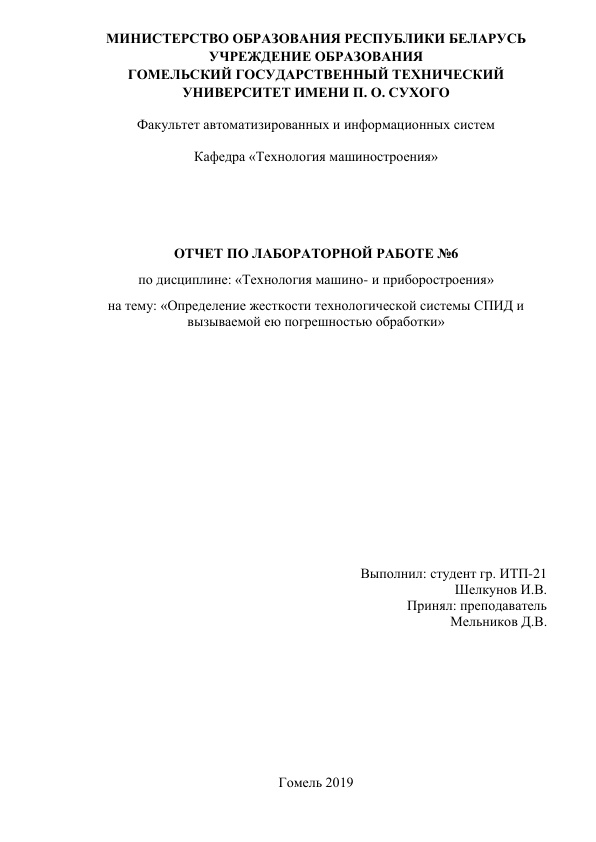 МИНИСТЕРСТВО ОБРАЗОВАНИЯ РЕСПУБЛИКИ БЕЛАРУСЬ
УЧРЕЖДЕНИЕ ОБРАЗОВАНИЯ
ГОМЕЛЬСКИЙ ГОСУДАРСТВЕННЫЙ ТЕХНИЧЕСКИЙ
УНИВЕРСИТЕТ ИМЕНИ П. О. СУХОГО
Факультет автоматизированных и информационных систем
Кафедра «Технология машиностроения»
ОТЧЕТ ПО ЛАБОРАТОРНОЙ РАБОТЕ №6
по дисциплине: «Технология машино- и приборостроения»
на тему: «Определение жесткости технологической системы СПИД и
вызываемой ею погрешностью обработки»
Выполнил: студент гр. ИТП-21
Шелкунов И.В.
Принял: преподаватель
Мельников Д.В.
Гомель 2019